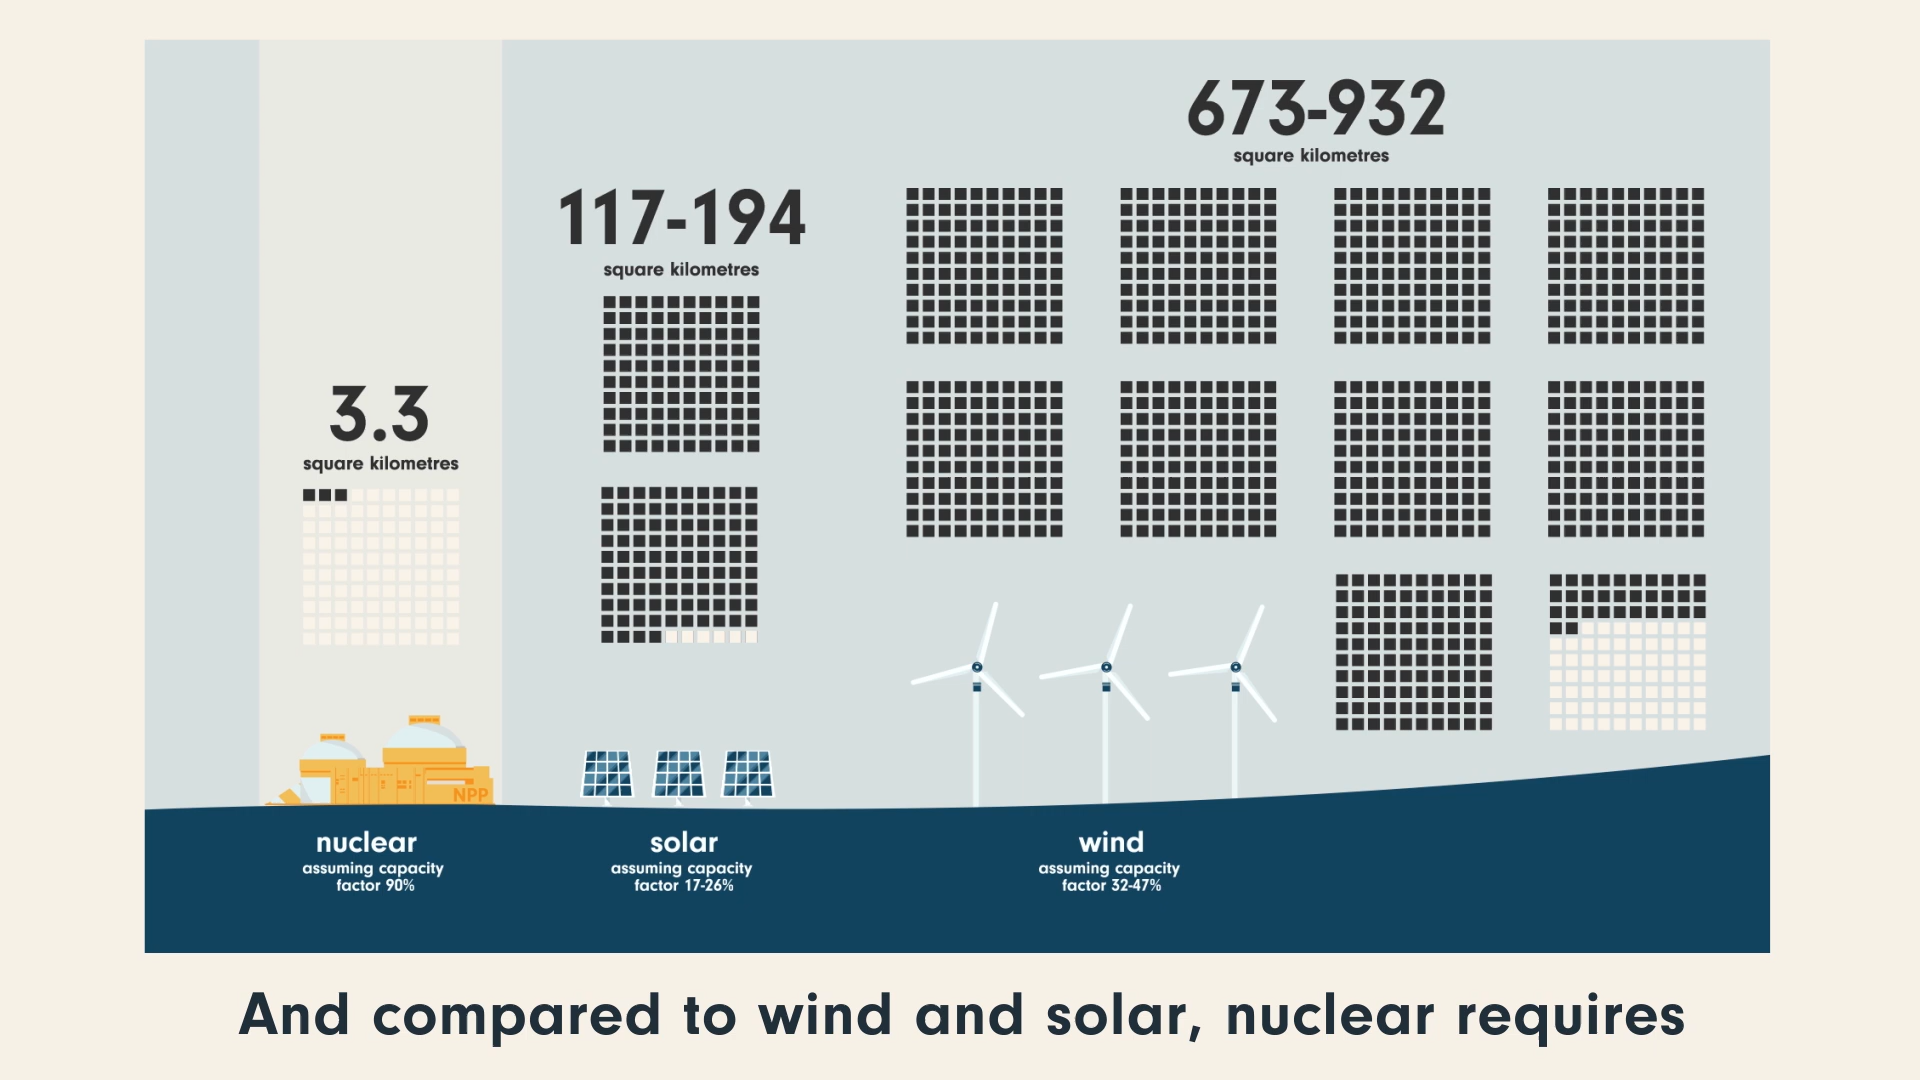 673-932
square kilometres
117-194
square kilometres
3.3
square kilometres
NPP
nuclear
assuming capacity
factor 90%
solar
assuming capacity
factor 17-26%
wind
assuming capacity
factor 32-47%
And compared to wind and solar, nuclear requires